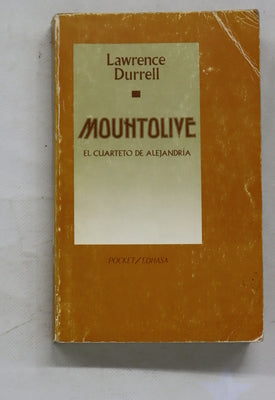 Lawrence
Durrell
MOUNTOLIVE
EL CUARTETO DE ALEJANDRÍA
POCKET/EDHASA